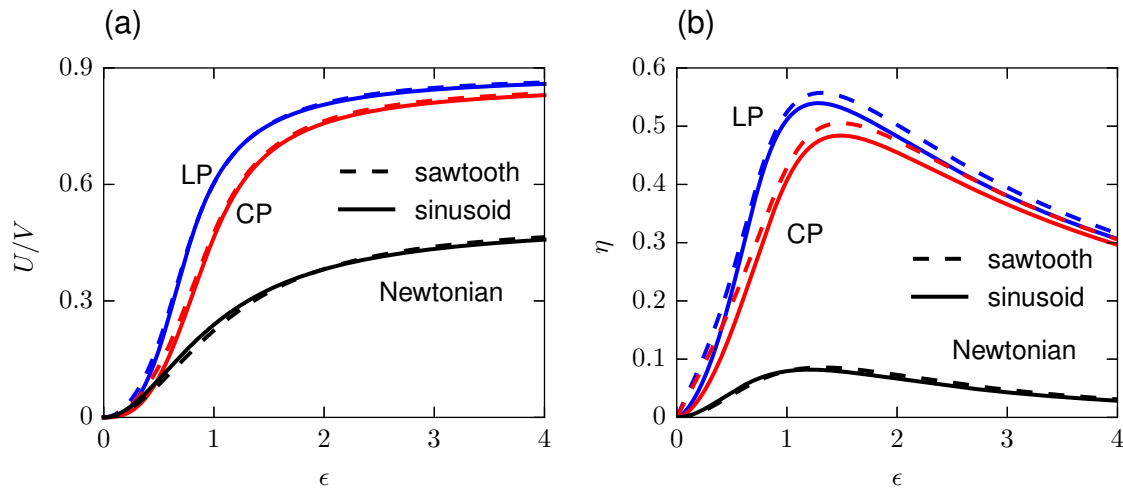 (a)
0.9
0.6
0.3
0
U/V
LP
CP
sawtooth
sinusoid
Newtonian
0 1 2 3 4
ϵ
(b)
0.6
0.5
0.4
0.3
0.2
0.1
0
η
LP
CP
sawtooth
sinusoid
Newtonian
0 1 2 3 4
ϵ